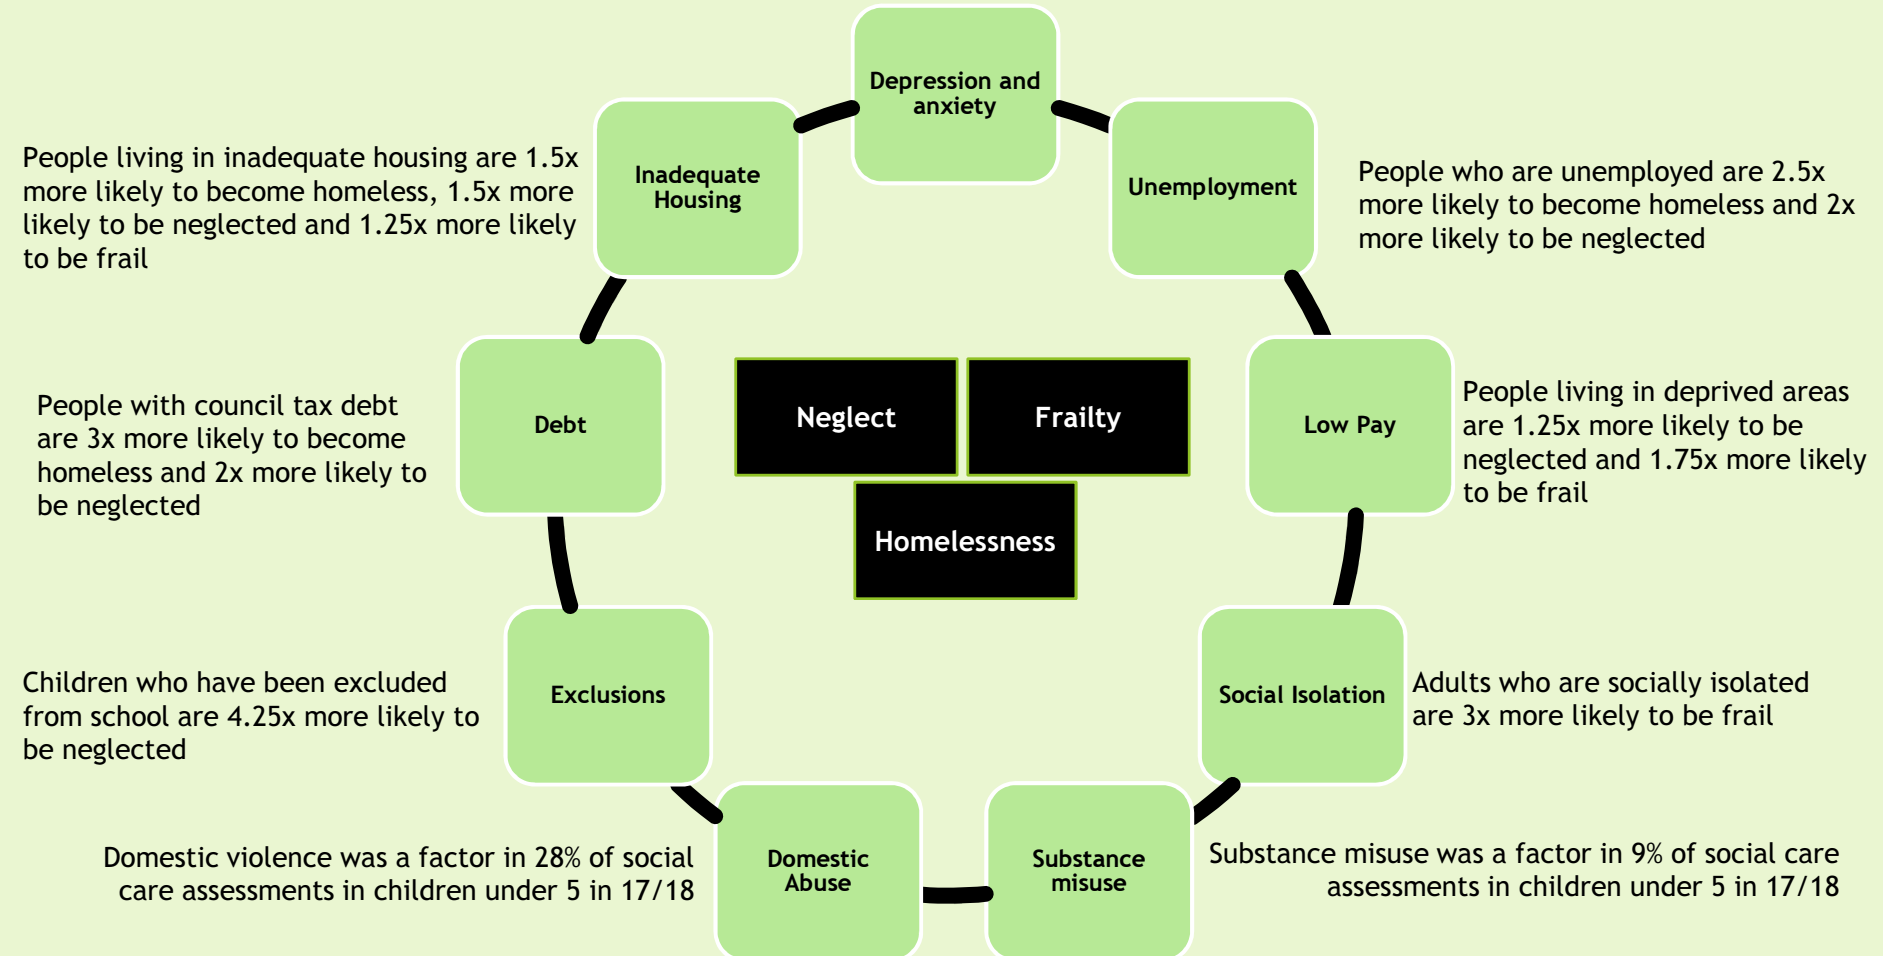 Depression and
anxiety
Inadequate
Housing
Unemployment
People living in inadequate housing are 1.5x
more likely to become homeless, 1.5x more
likely to be neglected and 1.25x more likely
to be frail
People who are unemployed are 2.5x
more likely to become homeless and 2x
more likely to be neglected
People with council tax debt
are 3x more likely to become
homeless and 2x more likely to
be neglected
Debt
Neglect
Frailty
Homelessness
Low Pay
People living in deprived areas
are 1.25x more likely to be
neglected and 1.75x more likely
to be frail
Children who have been excluded
from school are 4.25x more likely to
be neglected
Exclusions
Social Isolation
Adults who are socially isolated
are 3x more likely to be frail
Domestic violence was a factor in 28% of social
care assessments in children under 5 in 17/18
Domestic
Abuse
Substance
misuse
Substance misuse was a factor in 9% of social care
assessments in children under 5 in 17/18